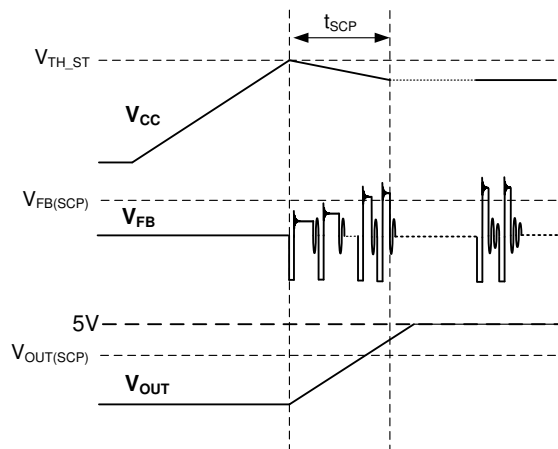 tSCP
VTH_ST
VCC
VFB(SCP)
VFB
5V
VOUT(SCP)
VOUT